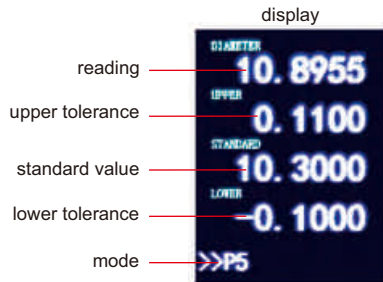 display
DIAMETER
reading 10.8955
UPPER
upper tolerance 0.1100
STANDARD
standard value 10.3000
LOWER
lower tolerance -0.1000
mode >>P5